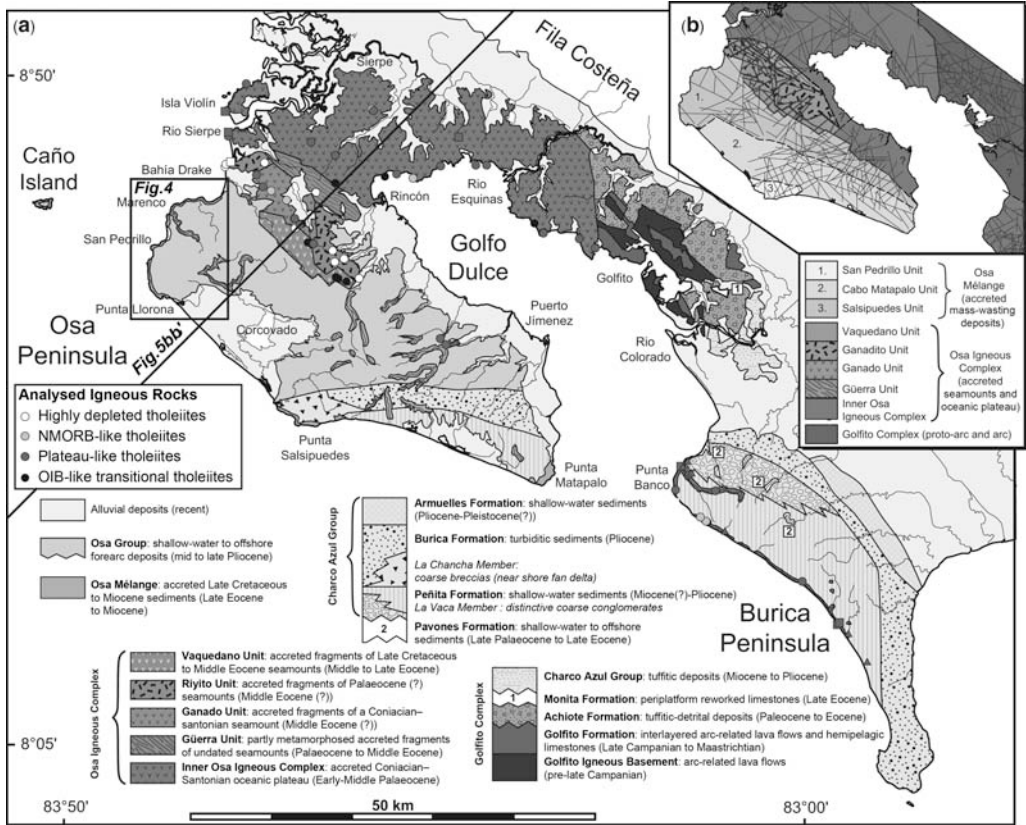 (a)
8°50'
Sierpe
Isla Violín
Rio Sierpe
Bahía Drake
Caño
Island
Fig.4
Marenco
San Pedrillo
Punta Llorona
Osa
Peninsula
Fig.5bb'
Corcovado
Rincón
Golfo
Dulce
Rio
Esquinas
Fila Costeña
Golfito
1
Puerto
Jimenez
Rio
Colorado
Punta
Salsipuedes
Punta
Matapalo
Punta
Banco
2
2
2
Burica
Peninsula
(b)
1.
2.
3.
?
?
1. San Pedrillo Unit
2. Cabo Matapalo Unit
3. Salsipuedes Unit
Osa
Mélange
(accreted
mass-wasting
deposits)
Vaquedano Unit
Ganadito Unit
Ganado Unit
Güerra Unit
Inner Osa
Igneous Complex
Osa Igneous
Complex
(accreted
seamounts and
oceanic plateau)
Golfito Complex (proto-arc and arc)
Analysed Igneous Rocks
Highly depleted tholeiites
NMORB-like tholeiites
Plateau-like tholeiites
OIB-like transitional tholeiites
Alluvial deposits (recent)
Osa Group: shallow-water to offshore
forearc deposits (mid to late Pliocene)
Osa Mélange: accreted Late Cretaceous
to Miocene sediments (Late Eocene
to Miocene)
Charco Azul Group
Armuelles Formation: shallow-water sediments
(Pliocene-Pleistocene(?))
Burica Formation: turbiditic sediments (Pliocene)
La Chancha Member:
coarse breccias (near shore fan delta)
Peñita Formation: shallow-water sediments (Miocene(?)-Pliocene)
La Vaca Member : distinctive coarse conglomerates
2
Pavones Formation: shallow-water to offshore
sediments (Late Palaeocene to Late Eocene)
Osa Igneous Complex
Vaquedano Unit: accreted fragments of Late Cretaceous
to Middle Eocene seamounts (Middle to Late Eocene)
Riyito Unit: accreted fragments of Palaeocene (?)
seamounts (Middle Eocene (?))
Ganado Unit: accreted fragments of a Coniacian–
santonian seamount (Middle Eocene (?))
Güerra Unit: partly metamorphosed accreted fragments
of undated seamounts (Palaeocene to Middle Eocene)
Inner Osa Igneous Complex: accreted Coniacian–
Santonian oceanic plateau (Early-Middle Palaeocene)
Golfito Complex
Charco Azul Group: tuffitic deposits (Miocene to Pliocene)
1
Monita Formation: periplatform reworked limestones (Late Eocene)
Achiote Formation: tuffitic-detrital deposits (Paleocene to Eocene)
Golfito Formation: interlayered arc-related lava flows and hemipelagic
limestones (Late Campanian to Maastrichtian)
Golfito Igneous Basement: arc-related lava flows
(pre-late Campanian)
8°05'
83°50'
50 km
83°00'